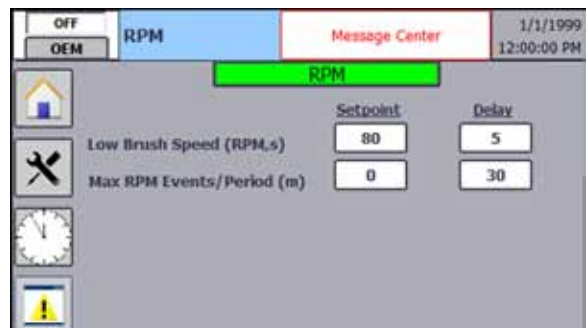 OFF
OEM
RPM
Message Center
1/1/1999
12:00:00 PM
RPM
Setpoint Delay
Low Brush Speed (RPM,s) 80 5
Max RPM Events/Period (m) 0 30